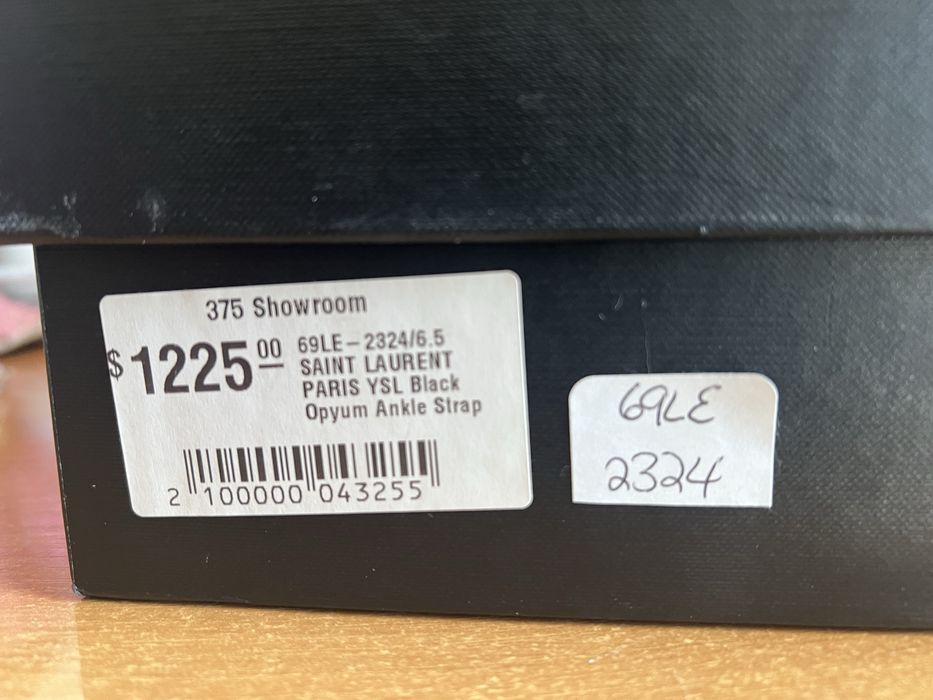 375 Showroom
$1225.00
69LE-2324/6.5
SAINT LAURENT
PARIS YSL Black
Opyum Ankle Strap
2 100000 043255
69LE
2324